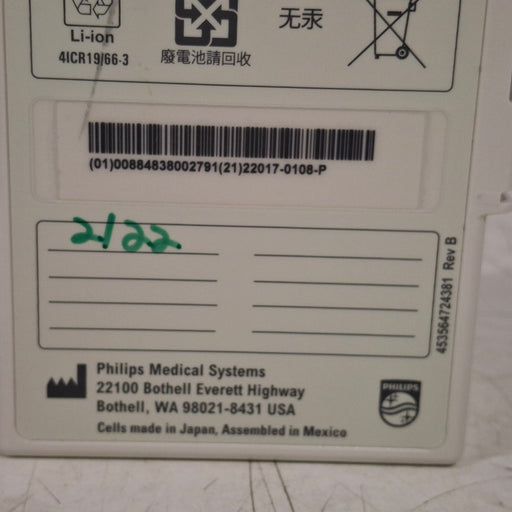 Li-ion
4ICR19/66-3
廢電池請回收
无汞
(01)00884838002791(21)22017-0108-P
2/22
453564724381 Rev B
Philips Medical Systems
22100 Bothell Everett Highway
Bothell, WA 98021-8431 USA
Cells made in Japan, Assembled in Mexico
PHILIPS